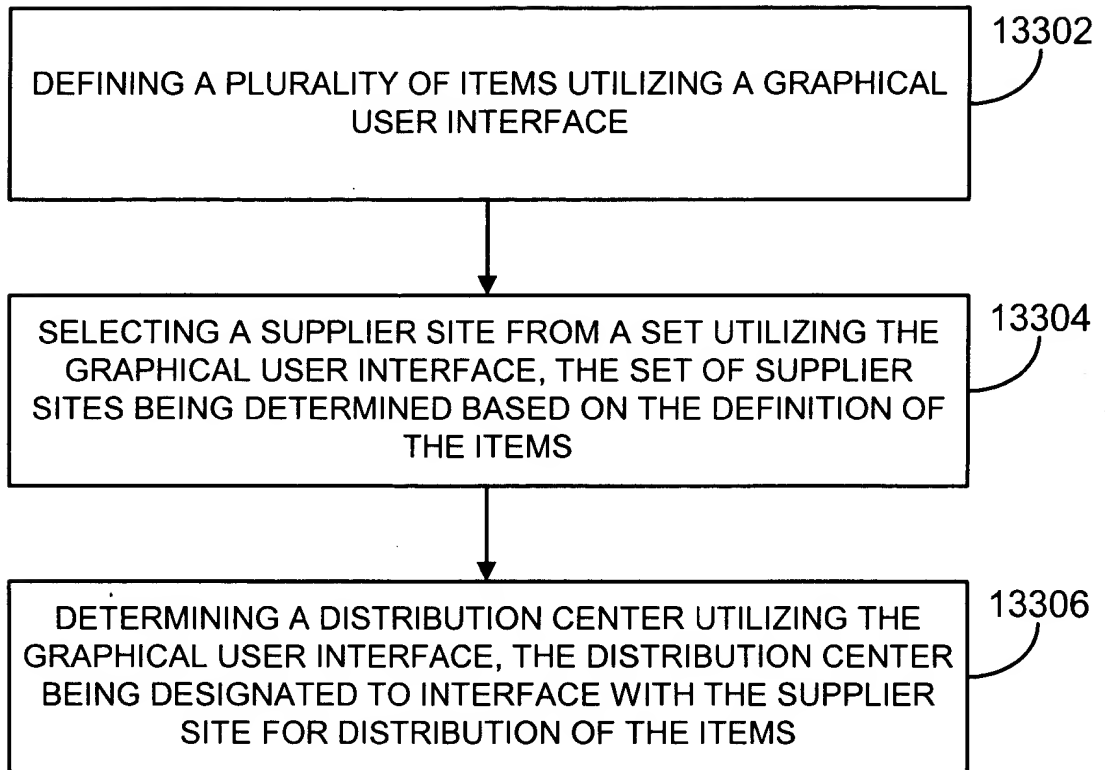 13302
DEFINING A PLURALITY OF ITEMS UTILIZING A GRAPHICAL
USER INTERFACE
13304
SELECTING A SUPPLIER SITE FROM A SET UTILIZING THE
GRAPHICAL USER INTERFACE, THE SET OF SUPPLIER
SITES BEING DETERMINED BASED ON THE DEFINITION OF
THE ITEMS
13306
DETERMINING A DISTRIBUTION CENTER UTILIZING THE
GRAPHICAL USER INTERFACE, THE DISTRIBUTION CENTER
BEING DESIGNATED TO INTERFACE WITH THE SUPPLIER
SITE FOR DISTRIBUTION OF THE ITEMS